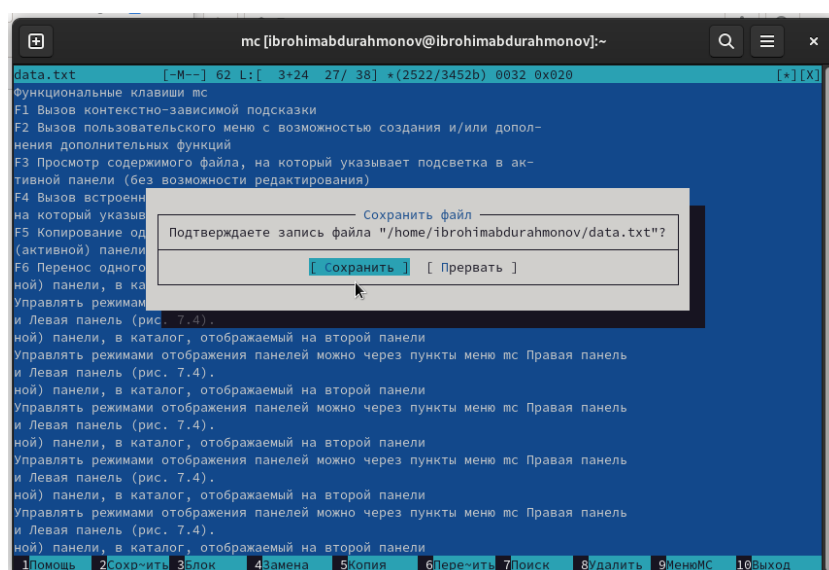 mc [ibrohimabdurahmonov@ibrohimabdurahmonov]:~
data.txt [-M--] 62 L:[ 3+24 27/ 38] *(2522/3452b) 0032 0x020 [*][X]
Функциональные клавиши mc
F1 Вызов контекстно-зависимой подсказки
F2 Вызов пользовательского меню с возможностью создания и/или допол-
нения дополнительных функций
F3 Просмотр содержимого файла, на который указывает подсветка в ак-
тивной панели (без возможности редактирования)
F4 Вызов встроенн
на который указыв
F5 Копирование од
(активной) панели
F6 Перенос одного
ной) панели, в ка
Управлять режимам
и Левая панель (рис. 7.4).
Сохранить файл
Подтверждаете запись файла "/home/ibrohimabdurahmonov/data.txt"?
[ Сохранить ] [ Прервать ]
ной) панели, в каталог, отображаемый на второй панели
Управлять режимами отображения панелей можно через пункты меню mc Правая панель
и Левая панель (рис. 7.4).
ной) панели, в каталог, отображаемый на второй панели
Управлять режимами отображения панелей можно через пункты меню mc Правая панель
и Левая панель (рис. 7.4).
ной) панели, в каталог, отображаемый на второй панели
Управлять режимами отображения панелей можно через пункты меню mc Правая панель
и Левая панель (рис. 7.4).
ной) панели, в каталог, отображаемый на второй панели
Управлять режимами отображения панелей можно через пункты меню mc Правая панель
и Левая панель (рис. 7.4).
ной) панели, в каталог, отображаемый на второй панели
1Помощь 2Сохр~ить 3Блок 4Замена 5Копия 6Пере~ить 7Поиск 8Удалить 9МенюMC 10Выход